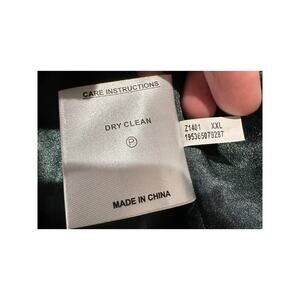 CARE INSTRUCTIONS
DRY CLEAN
P
MADE IN CHINA
Z1401 XXL
195365079287